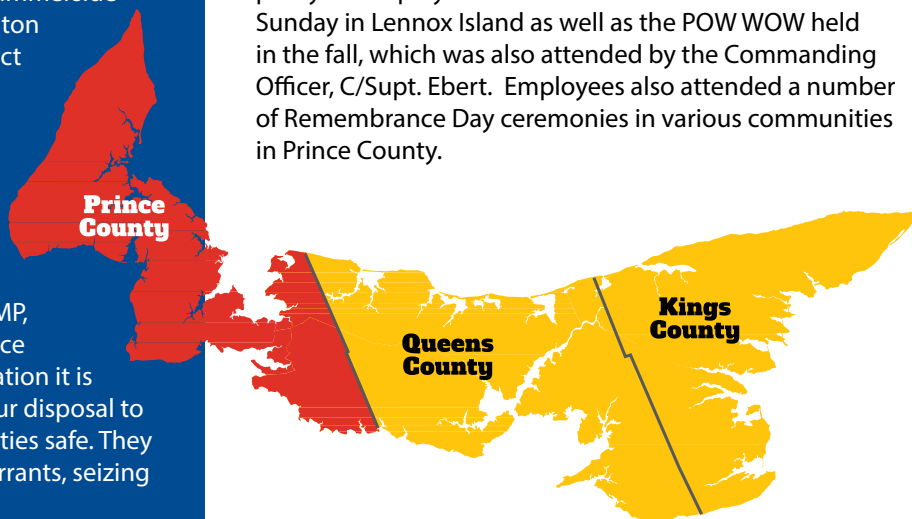 ton
ct
MP,
ce
ation it is
ur disposal to
ties safe. They
rrants, seizing
Sunday in Lennox Island as well as the POW WOW held
in the fall, which was also attended by the Commanding
Officer, C/Supt. Ebert.  Employees also attended a number
of Remembrance Day ceremonies in various communities
in Prince County.
Prince
County
Queens
County
Kings
County